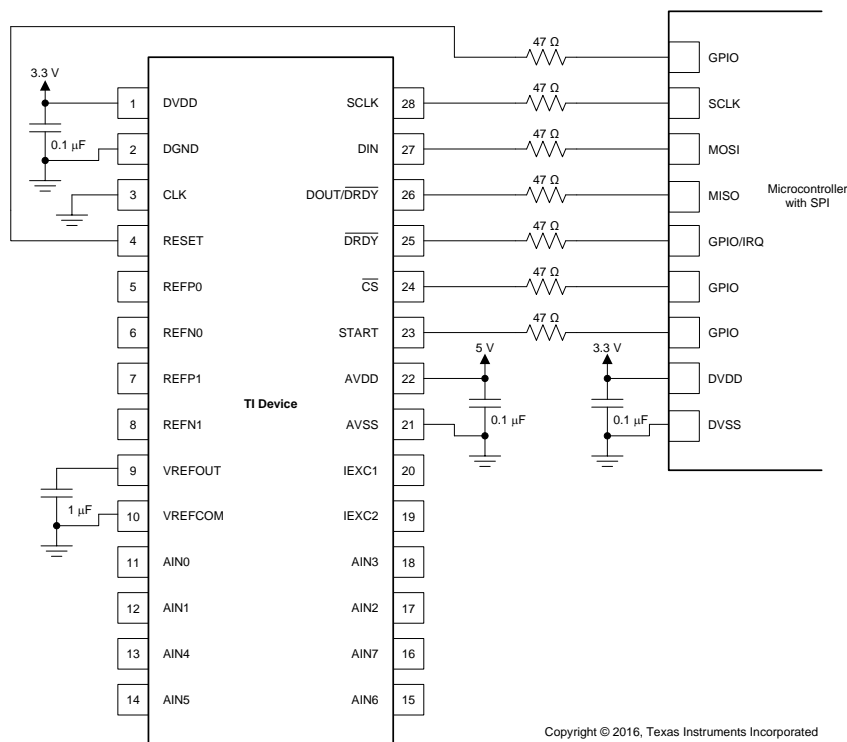 47 Ω
GPIO
3.3 V
1 DVDD SCLK 28 47 Ω SCLK
0.1 µF
2 DGND DIN 27 47 Ω MOSI
3 CLK DOUT/DRDY 26 47 Ω MISO
Microcontroller
with SPI
4 RESET DRDY 25 47 Ω GPIO/IRQ
5 REFP0 CS 24 47 Ω GPIO
6 REFN0 START 23 47 Ω GPIO
5 V
3.3 V
7 REFP1 AVDD 22 DVDD
TI Device
0.1 µF
0.1 µF
8 REFN1 AVSS 21 DVSS
9 VREFOUT IEXC1 20
1 µF
10 VREFCOM IEXC2 19
11 AIN0 AIN3 18
12 AIN1 AIN2 17
13 AIN4 AIN7 16
14 AIN5 AIN6 15
Copyright © 2016, Texas Instruments Incorporated